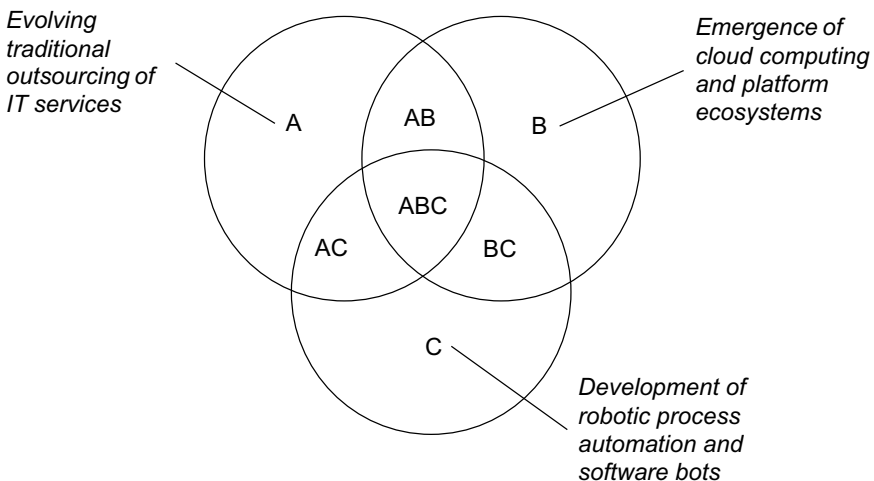 Evolving
traditional
outsourcing of
IT services
Emergence of
cloud computing
and platform
ecosystems
A
AB
B
ABC
AC
BC
C
Development of
robotic process
automation and
software bots